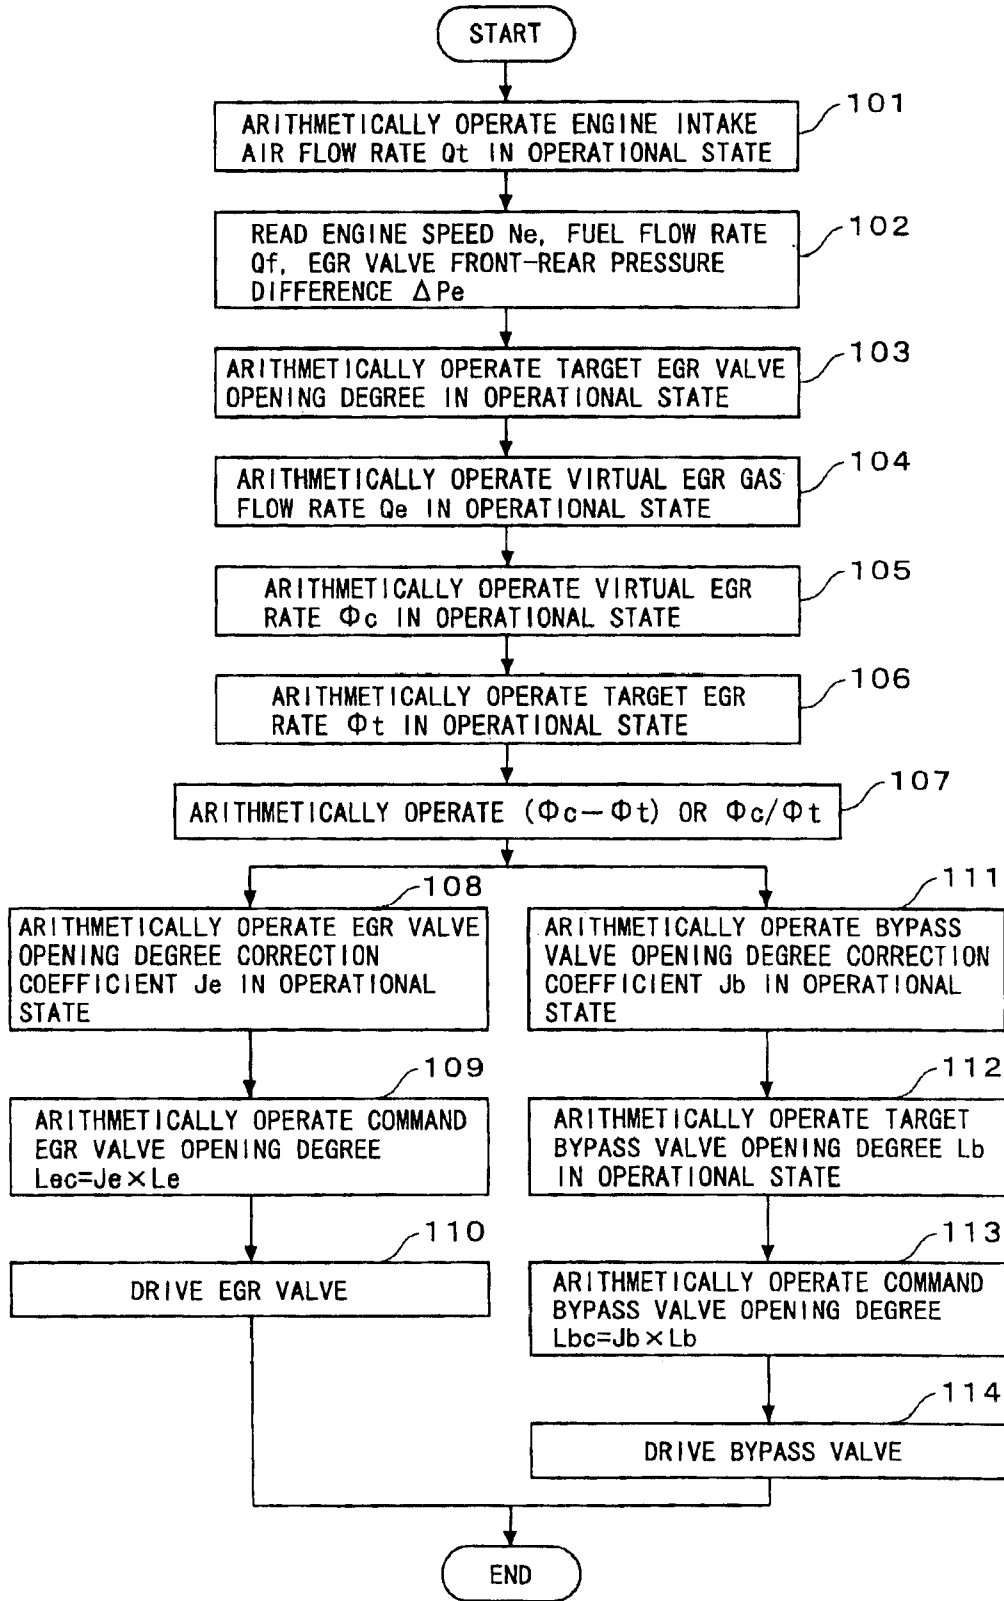 START
101
ARITHMETICALLY OPERATE ENGINE INTAKE
AIR FLOW RATE Qt IN OPERATIONAL STATE
102
READ ENGINE SPEED Ne, FUEL FLOW RATE
Qf, EGR VALVE FRONT-REAR PRESSURE
DIFFERENCE ΔPe
103
ARITHMETICALLY OPERATE TARGET EGR VALVE
OPENING DEGREE IN OPERATIONAL STATE
104
ARITHMETICALLY OPERATE VIRTUAL EGR GAS
FLOW RATE Qe IN OPERATIONAL STATE
105
ARITHMETICALLY OPERATE VIRTUAL EGR
RATE Φc IN OPERATIONAL STATE
106
ARITHMETICALLY OPERATE TARGET EGR
RATE Φt IN OPERATIONAL STATE
107
ARITHMETICALLY OPERATE (Φc-Φt) OR Φc/Φt
108
ARITHMETICALLY OPERATE EGR VALVE
OPENING DEGREE CORRECTION
COEFFICIENT Je IN OPERATIONAL
STATE
109
ARITHMETICALLY OPERATE COMMAND
EGR VALVE OPENING DEGREE
Lec=Je×Le
110
DRIVE EGR VALVE
111
ARITHMETICALLY OPERATE BYPASS
VALVE OPENING DEGREE CORRECTION
COEFFICIENT Jb IN OPERATIONAL
STATE
112
ARITHMETICALLY OPERATE TARGET
BYPASS VALVE OPENING DEGREE Lb
IN OPERATIONAL STATE
113
ARITHMETICALLY OPERATE COMMAND
BYPASS VALVE OPENING DEGREE
Lbc=Jb×Lb
114
DRIVE BYPASS VALVE
END